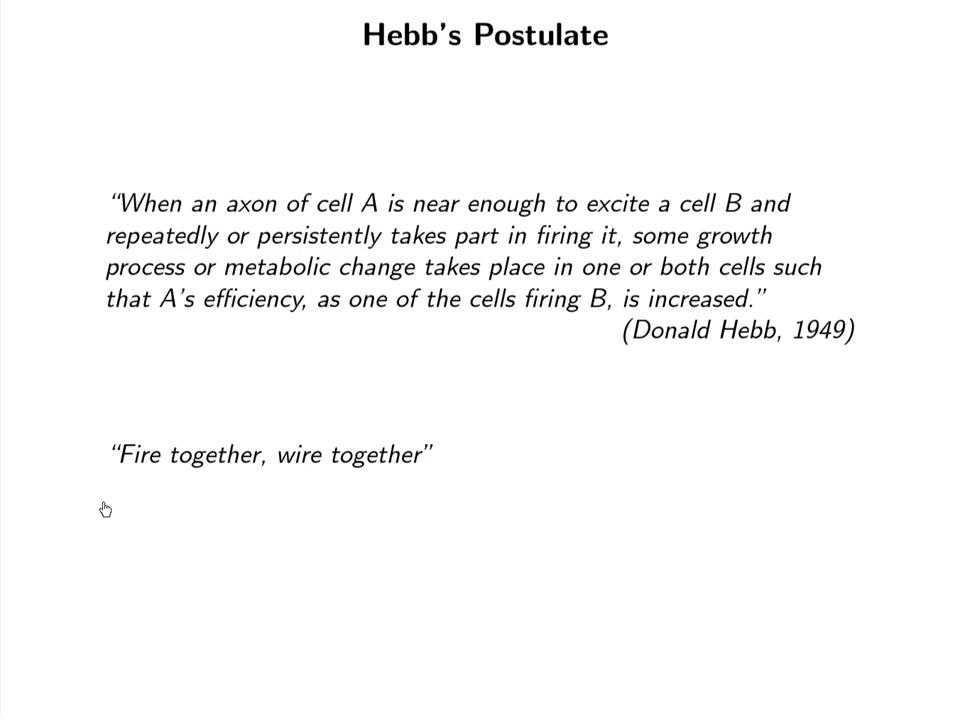 Hebb’s Postulate
“When an axon of cell A is near enough to excite a cell B and
repeatedly or persistently takes part in firing it, some growth
process or metabolic change takes place in one or both cells such
that A’s efficiency, as one of the cells firing B, is increased.”
(Donald Hebb, 1949)
“Fire together, wire together”